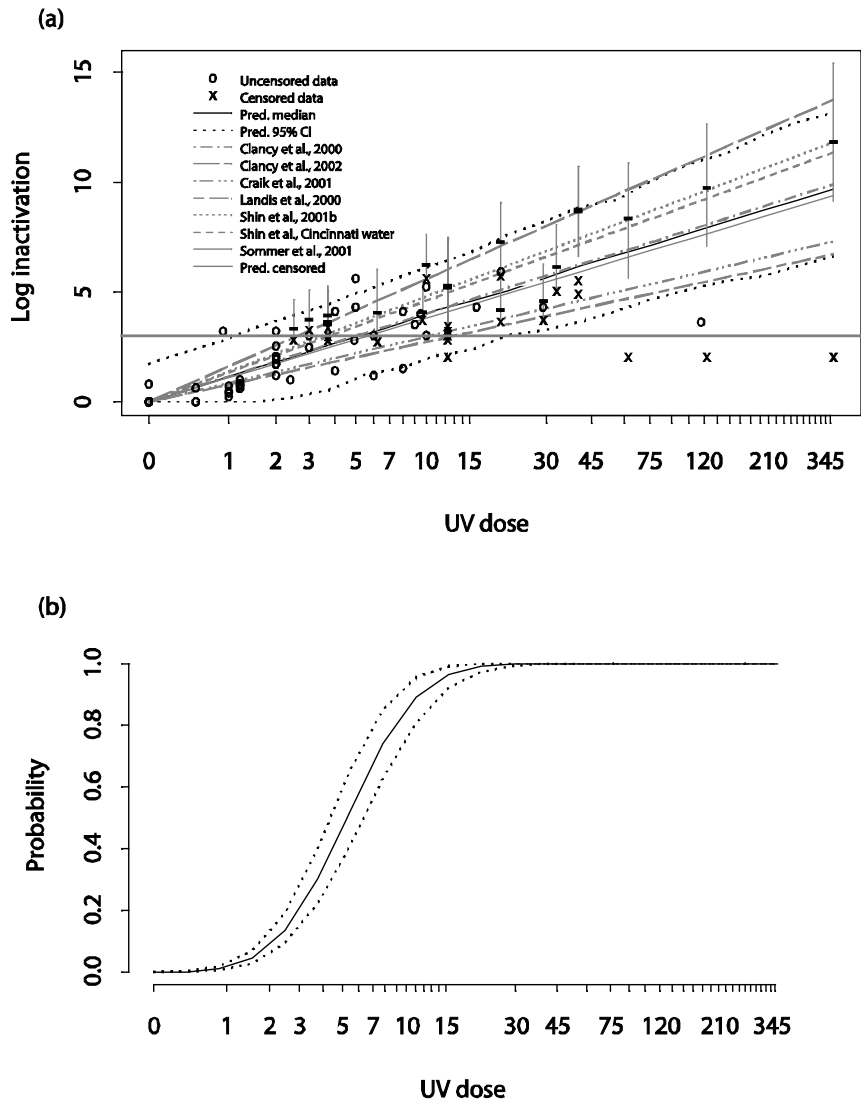 (a)
15
10
5
0
Log inactivation
o Uncensored data
x Censored data
Pred. median
Pred. 95% CI
Clancy et al., 2000
Clancy et al., 2002
Craik et al., 2001
Landis et al., 2000
Shin et al., 2001b
Shin et al., Cincinnati water
Sommer et al., 2001
Pred. censored
0 1 2 3 5 7 10 15 30 45 75 120 210 345
UV dose
(b)
1.0
0.8
0.6
0.4
0.2
0.0
Probability
0 1 2 3 5 7 10 15 30 45 75 120 210 345
UV dose